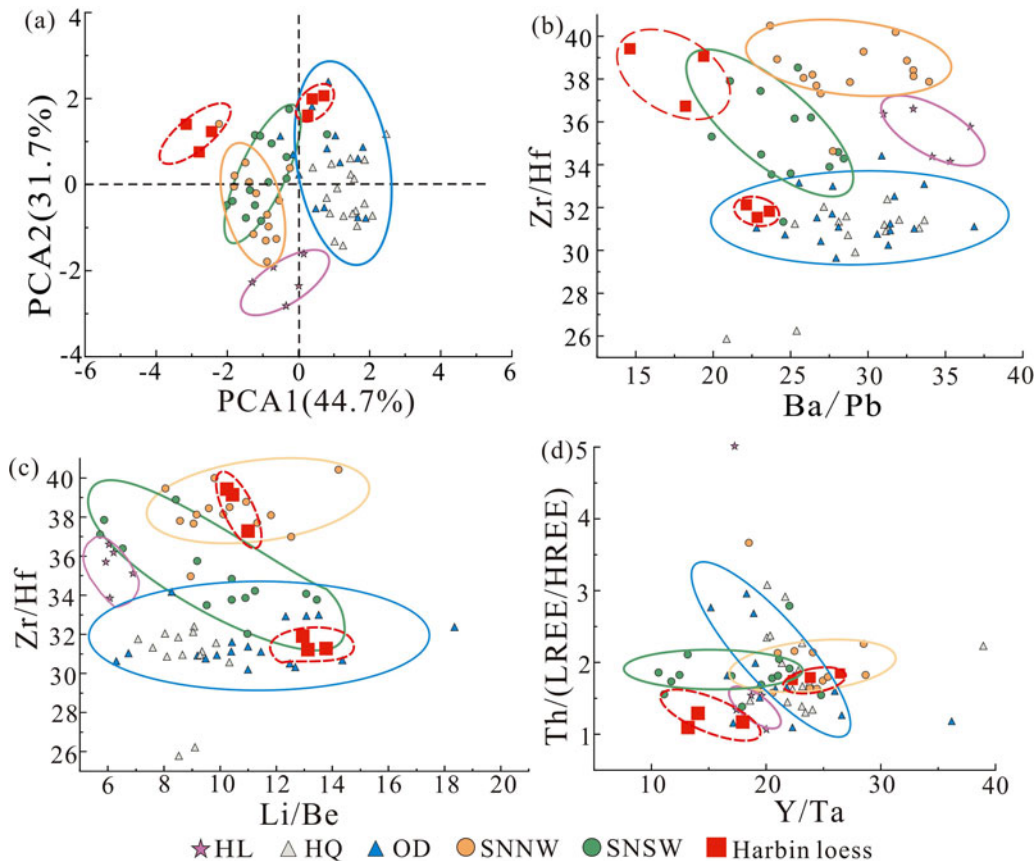 (a)
PCA2(31.7%)
4
2
0
-2
-4
-6 -4 -2 0 2 4 6
PCA1(44.7%)
(b)
Zr/Hf
40
38
36
34
32
30
28
26
15 20 25 30 35 40
Ba/Pb
(c)
Zr/Hf
40
38
36
34
32
30
28
26
6 8 10 12 14 16 18 20
Li/Be
(d)
Th/(LREE/HREE)
5
4
3
2
1
10 20 30 40
Y/Ta
HL HQ OD SNNW SNSW Harbin loess